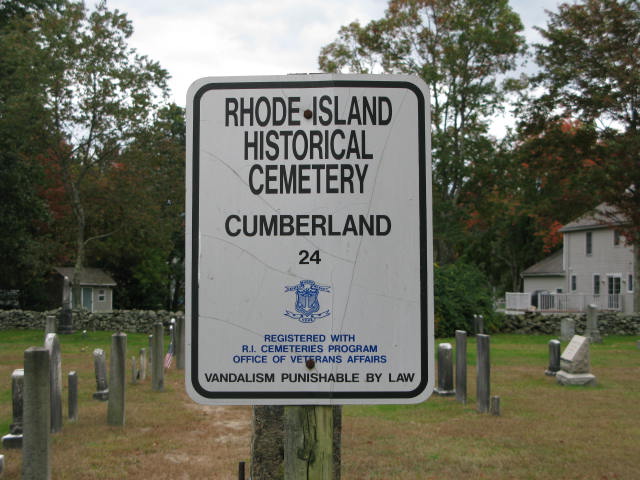 RHODE ISLAND
HISTORICAL
CEMETERY
CUMBERLAND
24
REGISTERED WITH
R.I. CEMETERIES PROGRAM
OFFICE OF VETERANS AFFAIRS
VANDALISM PUNISHABLE BY LAW